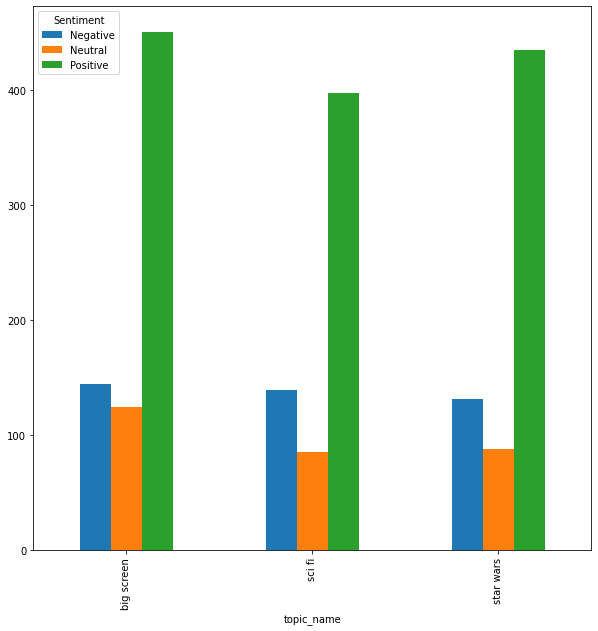 Sentiment
Negative
Neutral
Positive
400
300
200
100
0
big screen
sci fi
star wars
topic_name